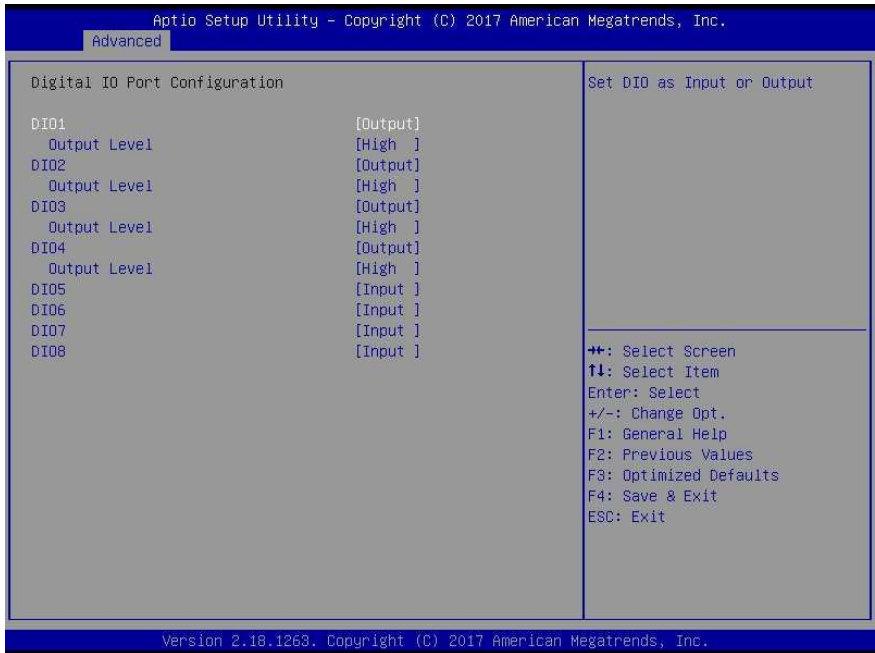 Aptio Setup Utility – Copyright (C) 2017 American Megatrends, Inc.
Advanced
Digital IO Port Configuration
DIO1 [Output]
Output Level [High ]
DIO2 [Output]
Output Level [High ]
DIO3 [Output]
Output Level [High ]
DIO4 [Output]
Output Level [High ]
DIO5 [Input ]
DIO6 [Input ]
DIO7 [Input ]
DIO8 [Input ]
Set DIO as Input or Output
→←: Select Screen
↑↓: Select Item
Enter: Select
+/-: Change Opt.
F1: General Help
F2: Previous Values
F3: Optimized Defaults
F4: Save & Exit
ESC: Exit
Version 2.18.1263. Copyright (C) 2017 American Megatrends, Inc.